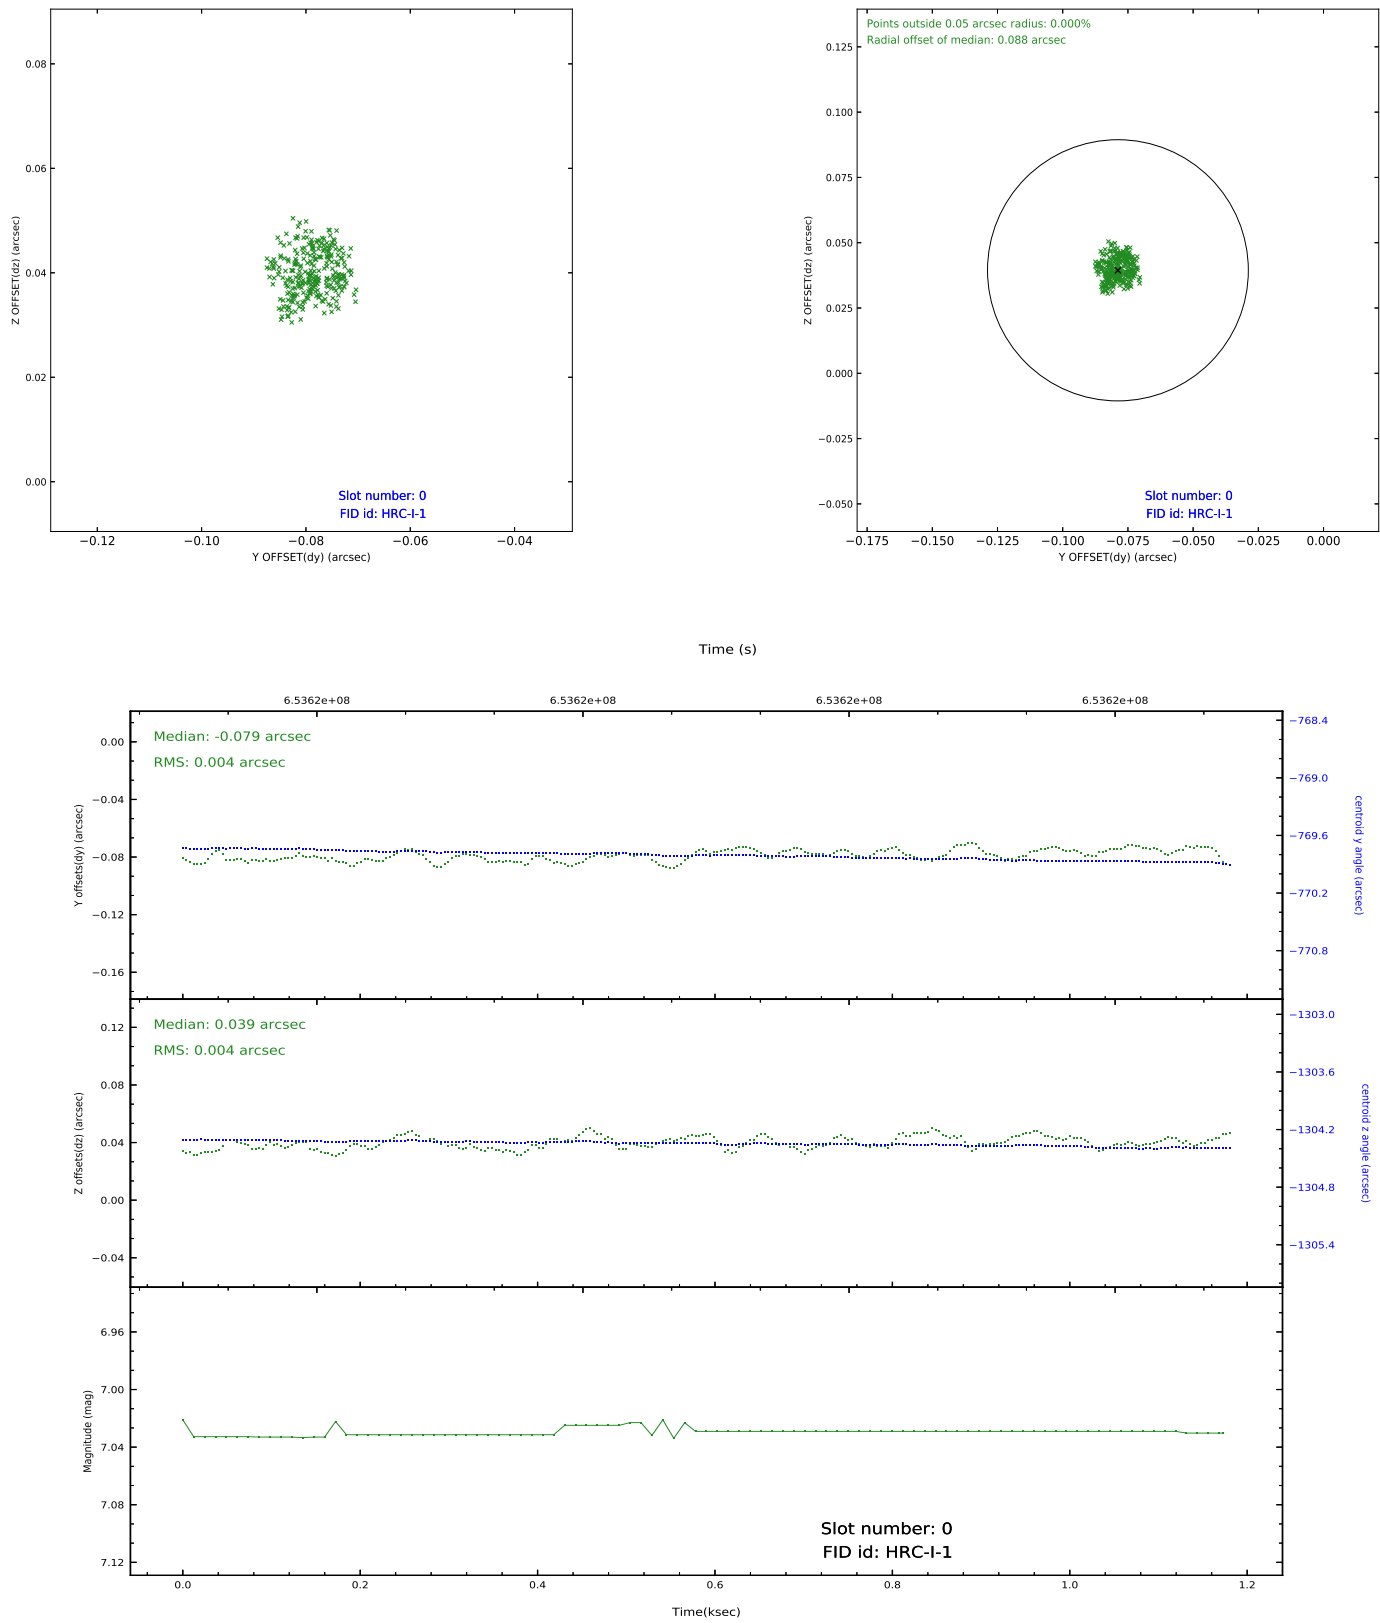 0.08
0.06
0.04
0.02
0.00
Z OFFSET(dz) (arcsec)
Slot number: 0
FID id: HRC-I-1
−0.12 −0.10 −0.08 −0.06 −0.04
Y OFFSET(dy) (arcsec)
Points outside 0.05 arcsec radius: 0.000%
Radial offset of median: 0.088 arcsec
0.125
0.100
0.075
0.050
0.025
0.000
−0.025
−0.050
Z OFFSET(dz) (arcsec)
Slot number: 0
FID id: HRC-I-1
−0.175 −0.150 −0.125 −0.100 −0.075 −0.050 −0.025 0.000
Y OFFSET(dy) (arcsec)
Time (s)
6.5362e+08 6.5362e+08 6.5362e+08 6.5362e+08
Median: -0.079 arcsec
RMS: 0.004 arcsec
0.00
−0.04
−0.08
−0.12
−0.16
Y offsets(dy) (arcsec)
−768.4
−769.0
−769.6
−770.2
−770.8
centroid y angle (arcsec)
Median: 0.039 arcsec
RMS: 0.004 arcsec
0.12
0.08
0.04
0.00
−0.04
Z offsets(dz) (arcsec)
−1303.0
−1303.6
−1304.2
−1304.8
−1305.4
centroid z angle (arcsec)
6.96
7.00
7.04
7.08
7.12
Magnitude (mag)
Slot number: 0
FID id: HRC-I-1
0.0 0.2 0.4 0.6 0.8 1.0 1.2
Time(ksec)